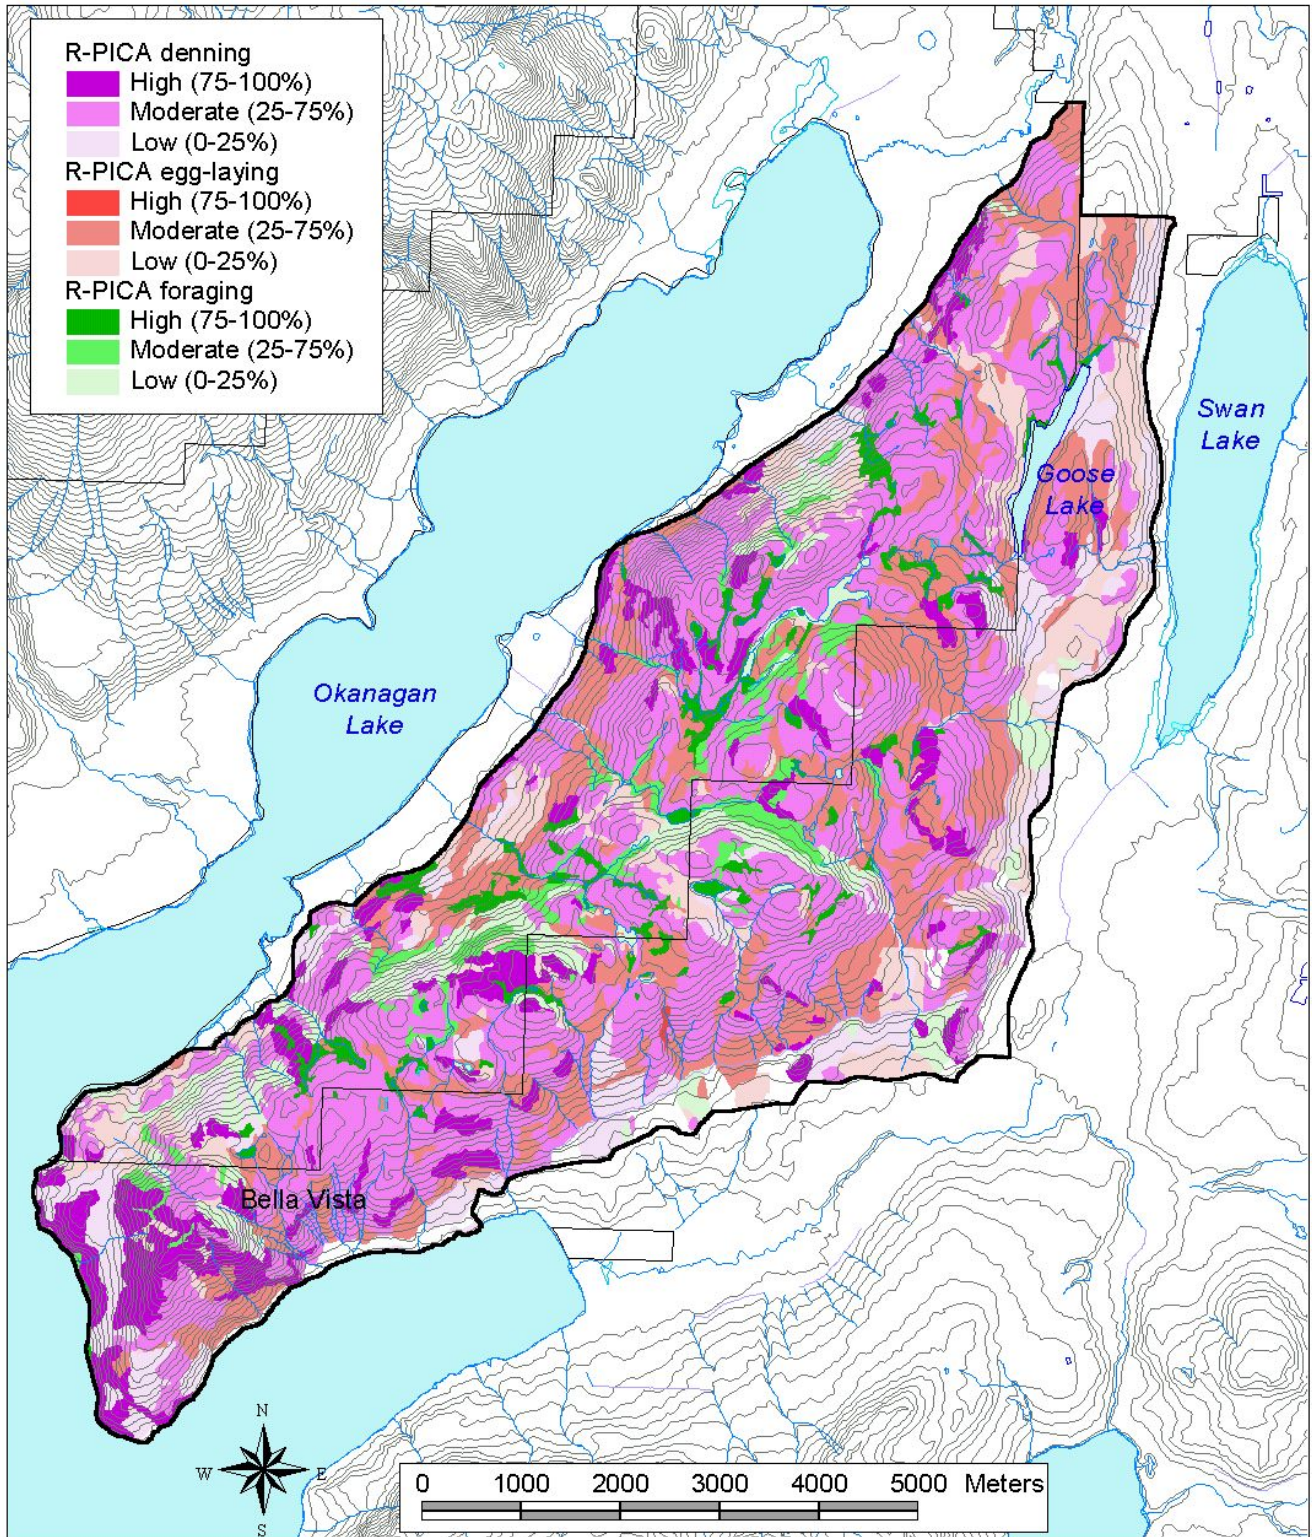 R-PICA denning
High (75-100%)
Moderate (25-75%)
Low (0-25%)
R-PICA egg-laying
High (75-100%)
Moderate (25-75%)
Low (0-25%)
R-PICA foraging
High (75-100%)
Moderate (25-75%)
Low (0-25%)
Swan
Lake
Goose
Lake
Okanagan
Lake
Bella Vista
N
W E
S
0 1000 2000 3000 4000 5000 Meters